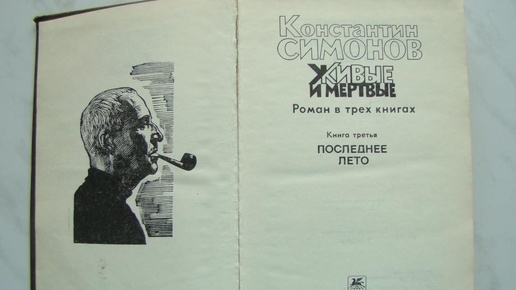 Константин
СИМОНОВ
ЖИВЫЕ
И МЕРТВЫЕ
Роман в трех книгах
Книга третья
ПОСЛЕДНЕЕ
ЛЕТО